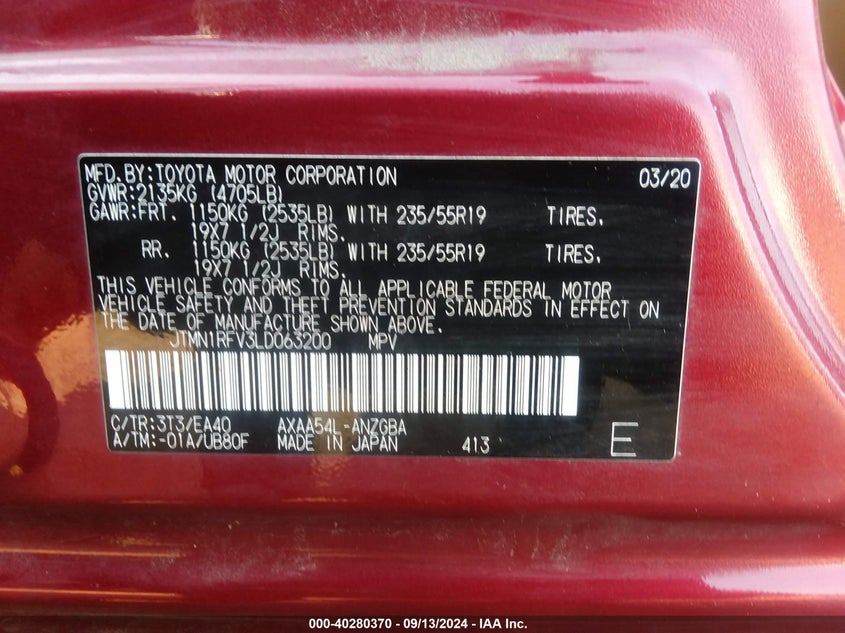 MFD.BY:TOYOTA MOTOR CORPORATION 03/20
GVWR:2135KG (4705LB)
GAWR:FRT. 1150KG (2535LB) WITH 235/55R19 TIRES.
19X7 1/2J RIMS.
RR. 1150KG (2535LB) WITH 235/55R19 TIRES.
19X7 1/2J RIMS.
THIS VEHICLE CONFORMS TO ALL APPLICABLE FEDERAL MOTOR
VEHICLE SAFETY AND THEFT PREVENTION STANDARDS IN EFFECT ON
THE DATE OF MANUFACTURE SHOWN ABOVE.
JTMN1RFV3LD063200 MPV
C/TR:3T3/EA40 AXAA54L-ANZGBA
A/TM:-01A/UB80F MADE IN JAPAN 413 E
000-40280370 - 09/13/2024 - IAA Inc.